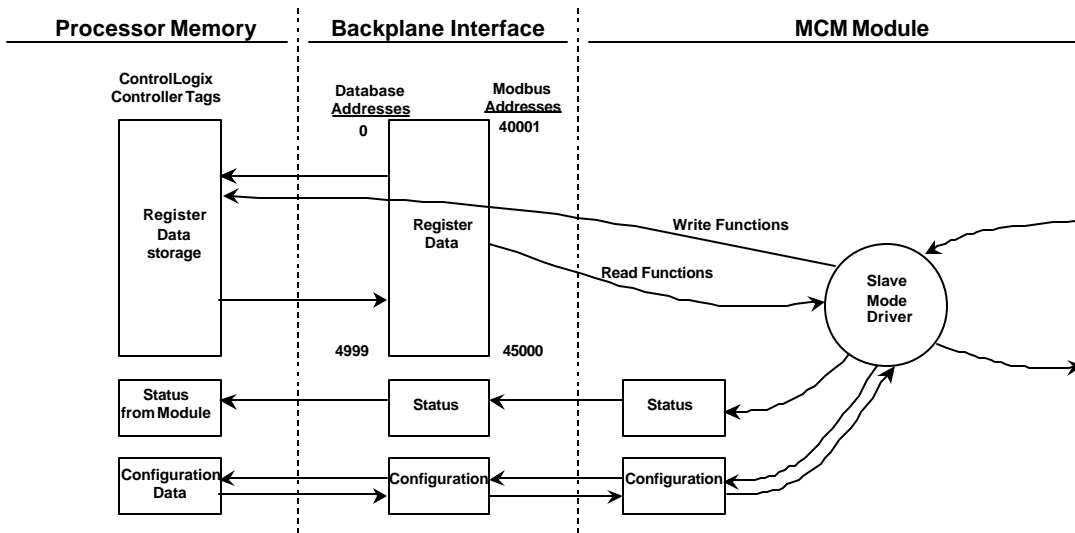 Processor Memory
Backplane Interface
MCM Module
ControlLogix
Controller Tags
Database
Addresses
0
Modbus
Addresses
40001
Register
Data
storage
Register
Data
Write Functions
Read Functions
Slave
Mode
Driver
4999
45000
Status
from Module
Status
Status
Configuration
Data
Configuration
Configuration